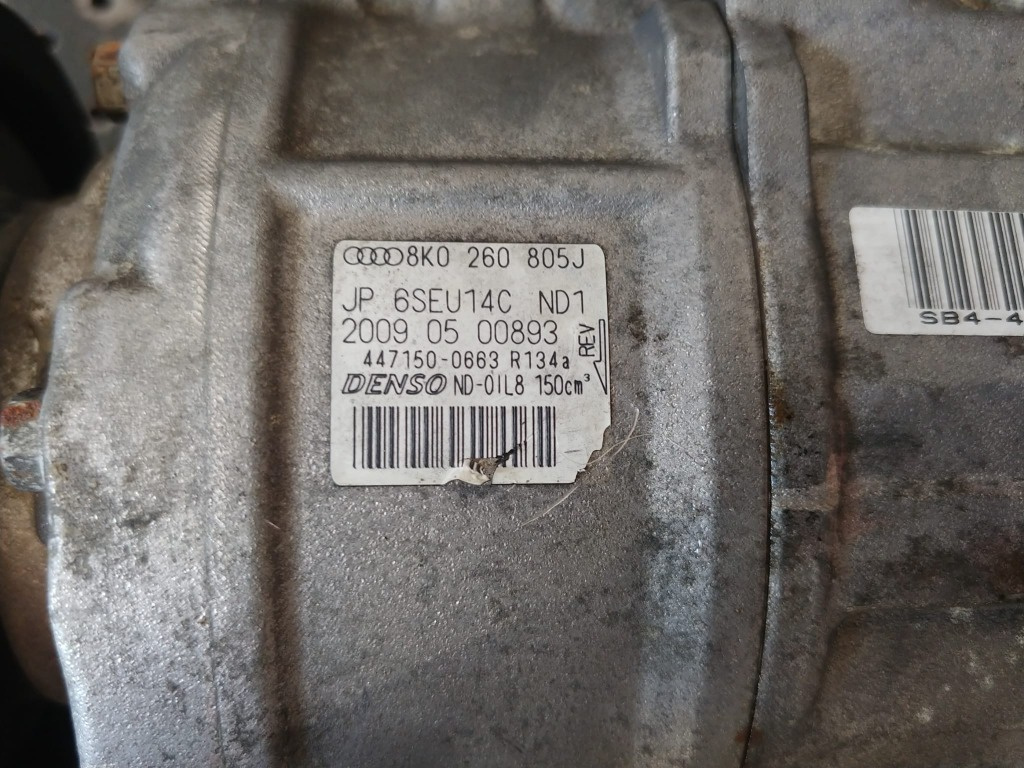 8K0 260 805J
JP 6SEU14C ND1
2009 05 00893
447150-0663 R134a
DENSO ND-OIL8 150cm³
REV
SB4-4